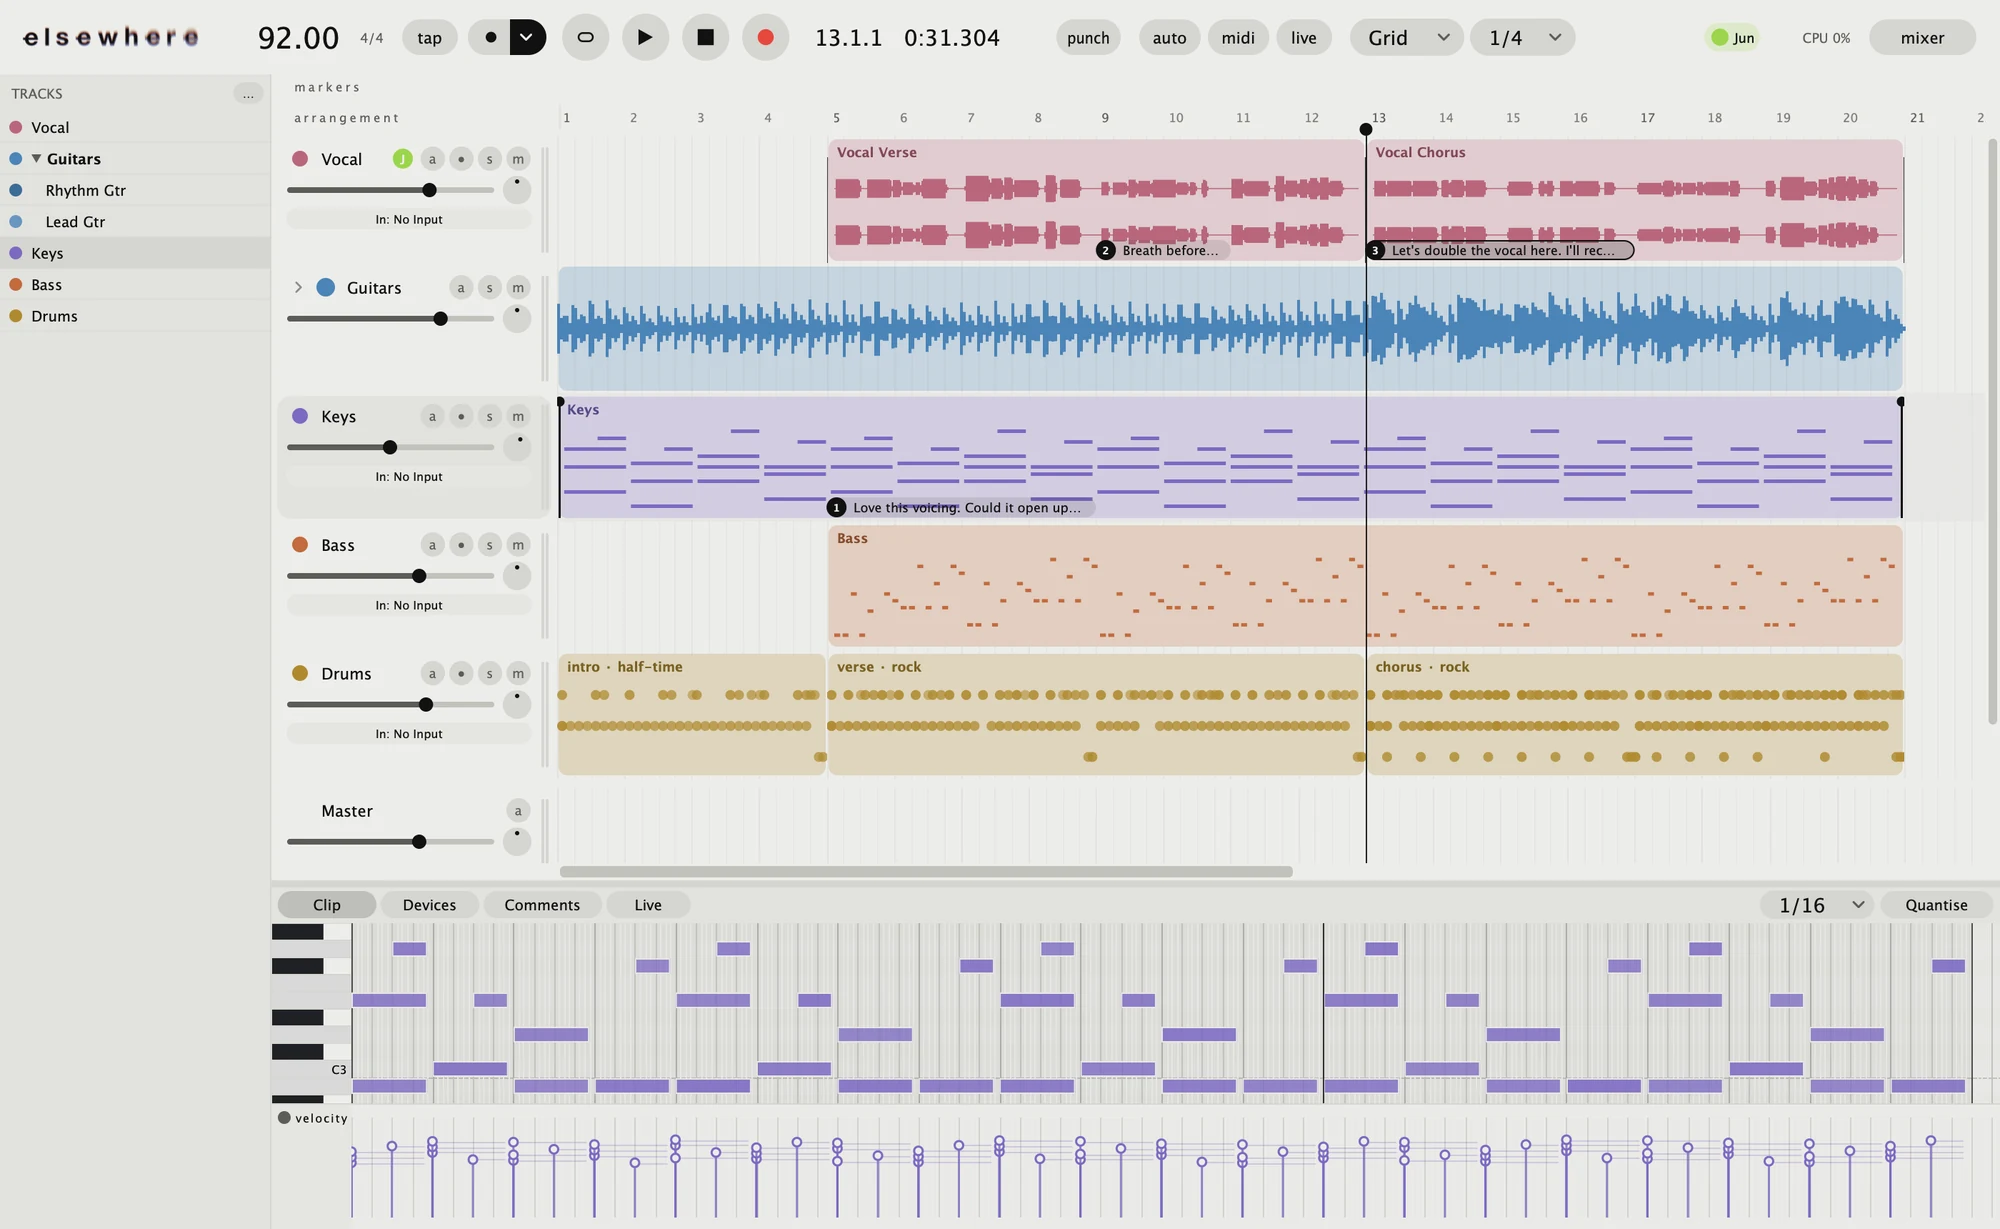 elsewhere
92.00 4/4 tap 13.1.1 0:31.304 punch auto midi live Grid 1/4 Jun CPU 0% mixer
TRACKS ...
Vocal
Guitars
Rhythm Gtr
Lead Gtr
Keys
Bass
Drums
markers
arrangement
1 2 3 4 5 6 7 8 9 10 11 12 13 14 15 16 17 18 19 20 21 2
Vocal J a s m
In: No Input
Vocal Verse
Vocal Chorus
2 Breath before...
3 Let's double the vocal here. I'll rec...
Guitars a s m
Keys a s m
In: No Input
Keys
1 Love this voicing. Could it open up...
Bass a s m
In: No Input
Bass
Drums a s m
In: No Input
intro · half-time
verse · rock
chorus · rock
Master a
Clip Devices Comments Live 1/16 Quantise
C3
velocity